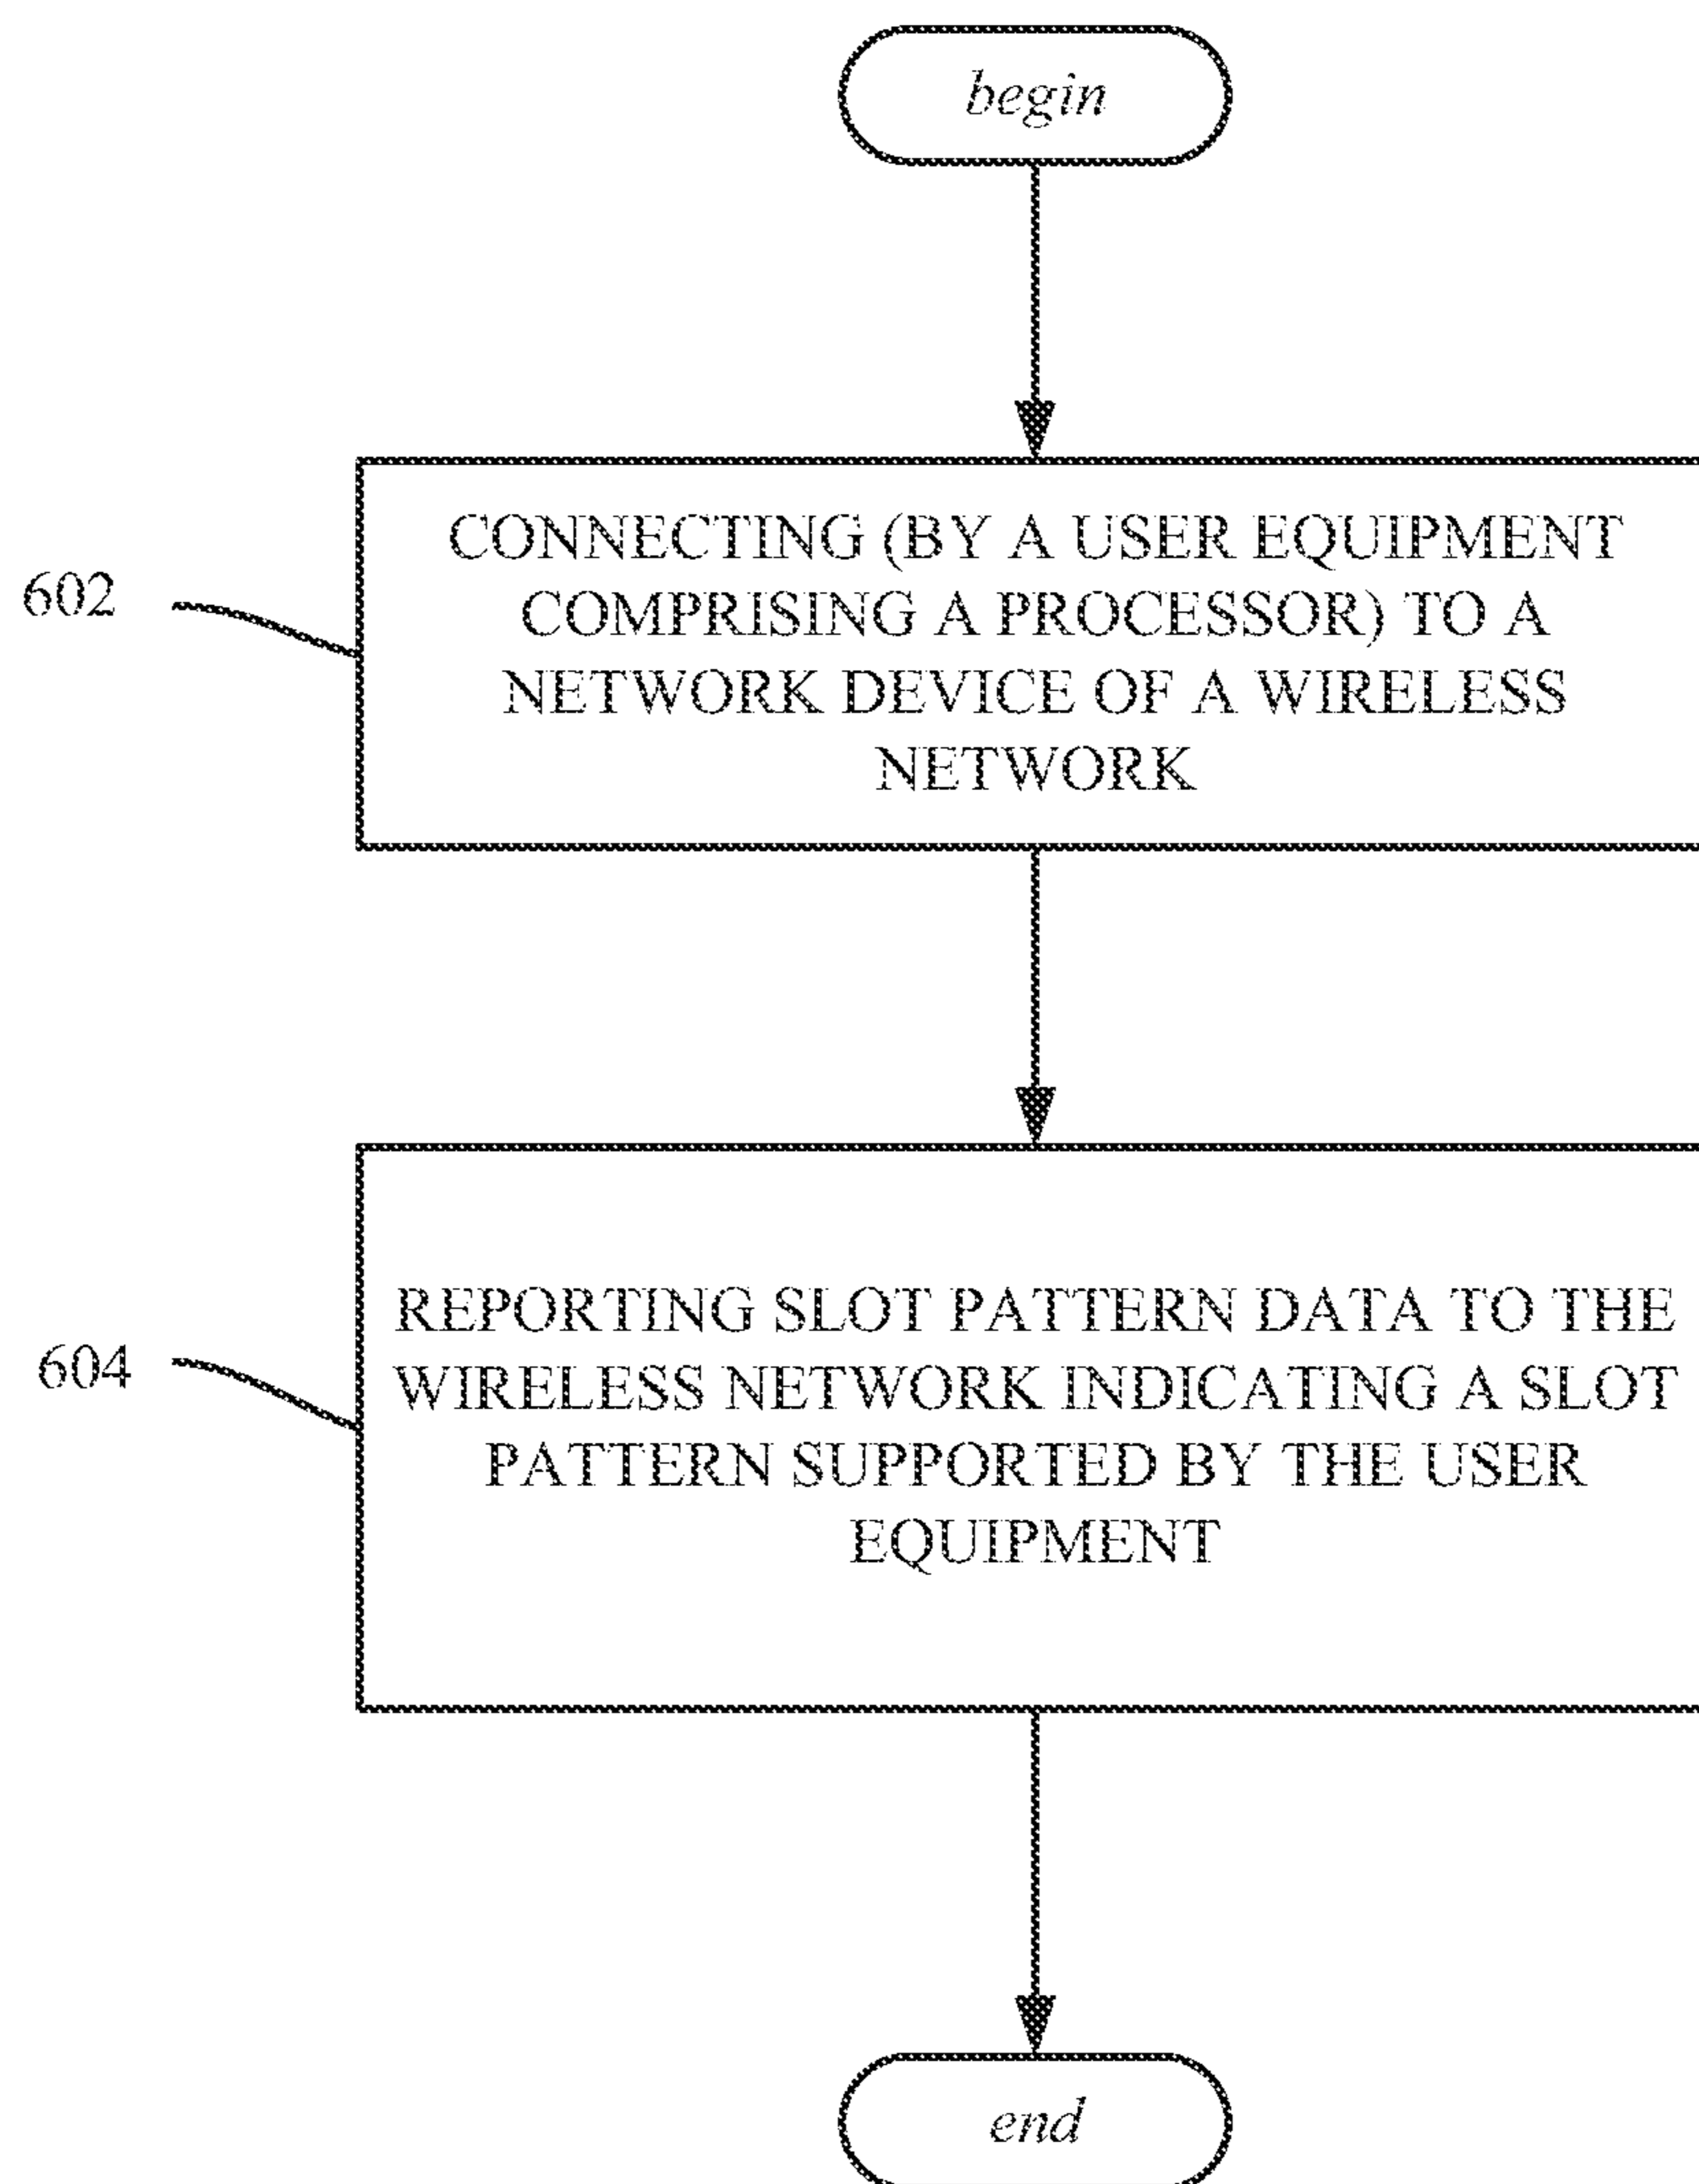 begin
602
CONNECTING (BY A USER EQUIPMENT
COMPRISING A PROCESSOR) TO A
NETWORK DEVICE OF A WIRELESS
NETWORK
604
REPORTING SLOT PATTERN DATA TO THE
WIRELESS NETWORK INDICATING A SLOT
PATTERN SUPPORTED BY THE USER
EQUIPMENT
end